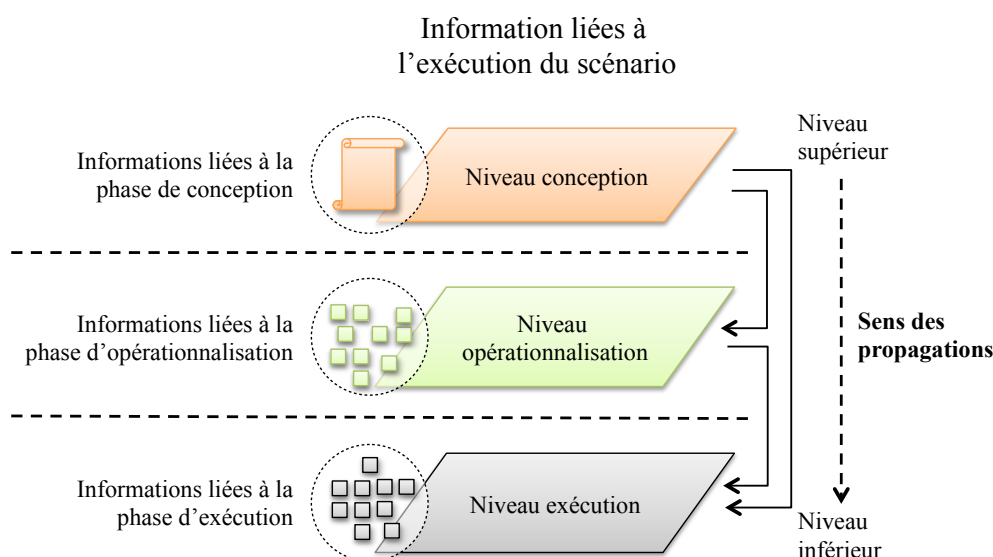 Information liées à
l’exécution du scénario
Niveau
supérieur
Informations liées à la
phase de conception
Niveau conception
Informations liées à la
phase d’opérationnalisation
Niveau
opérationnalisation
Sens des
propagations
Informations liées à la
phase d’exécution
Niveau exécution
Niveau
inférieur